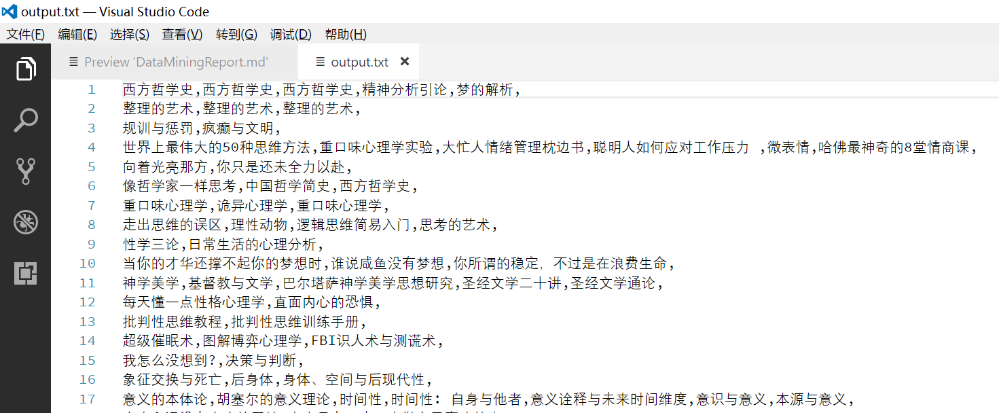 output.txt — Visual Studio Code
文件(F) 编辑(E) 选择(S) 查看(V) 转到(G) 调试(D) 帮助(H)
Preview 'DataMiningReport.md' output.txt
1 西方哲学史,西方哲学史,西方哲学史,精神分析引论,梦的解析,
2 整理的艺术,整理的艺术,整理的艺术,
3 规训与惩罚,疯癫与文明,
4 世界上最伟大的50种思维方法,重口味心理学实验,大忙人情绪管理枕边书,聪明人如何应对工作压力 ,微表情,哈佛最神奇的8堂情商课,
5 向着光亮那方,你只是还未全力以赴,
6 像哲学家一样思考,中国哲学简史,西方哲学史,
7 重口味心理学,诡异心理学,重口味心理学,
8 走出思维的误区,理性动物,逻辑思维简易入门,思考的艺术,
9 性学三论,日常生活的心理分析,
10 当你的才华还撑不起你的梦想时,谁说咸鱼没有梦想,你所谓的稳定，不过是在浪费生命,
11 神学美学,基督教与文学,巴尔塔萨神学美学思想研究,圣经文学二十讲,圣经文学通论,
12 每天懂一点性格心理学,直面内心的恐惧,
13 批判性思维教程,批判性思维训练手册,
14 超级催眠术,图解博弈心理学,FBI识人术与测谎术,
15 我怎么没想到?,决策与判断,
16 象征交换与死亡,后身体,身体、空间与后现代性,
17 意义的本体论,胡塞尔的意义理论,时间性,时间性: 自身与他者,意义诠释与未来时间维度,意识与意义,本源与意义,